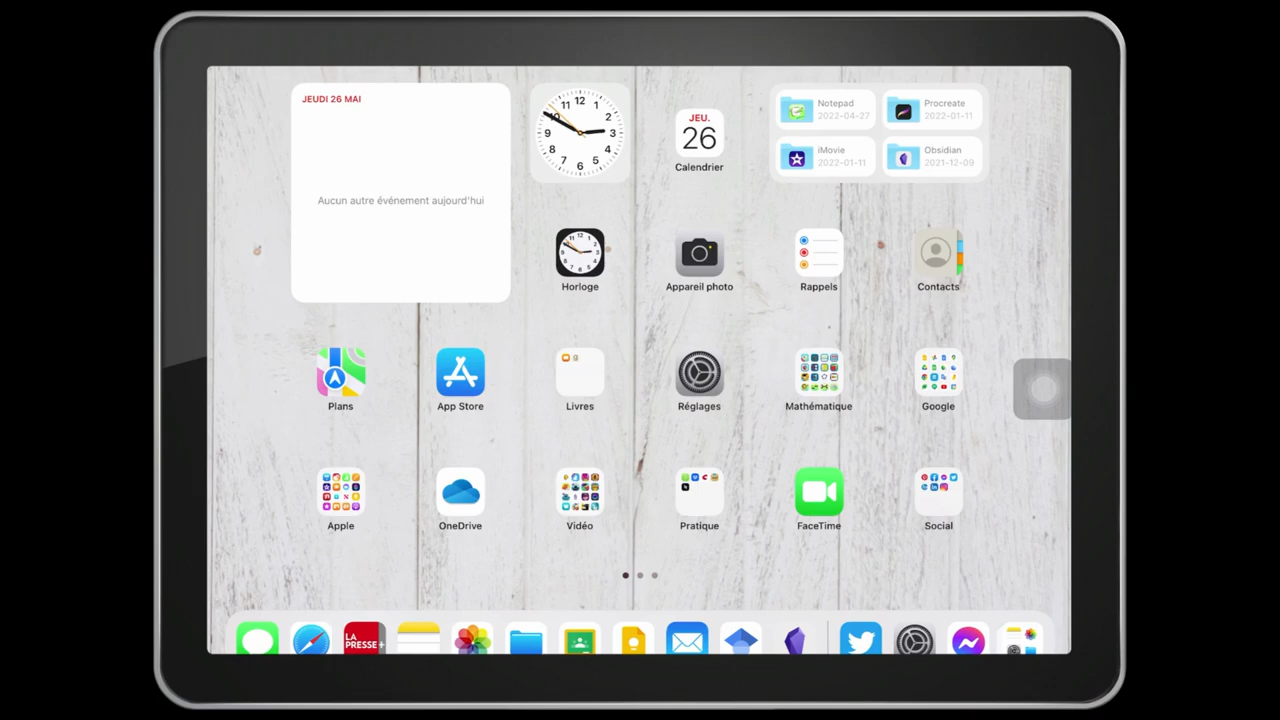 JEUDI 26 MAI
Aucun autre événement aujourd'hui
12
1
2
3
4
5
6
7
8
9
10
11
JEU.
26
Calendrier
Notepad
2022-04-27
Procreate
2022-01-11
iMovie
2022-01-11
Obsidian
2021-12-09
Horloge
Appareil photo
Rappels
Contacts
Plans
App Store
Livres
Réglages
Mathématique
Google
Apple
OneDrive
Vidéo
Pratique
FaceTime
Social
LA
PRESSE+